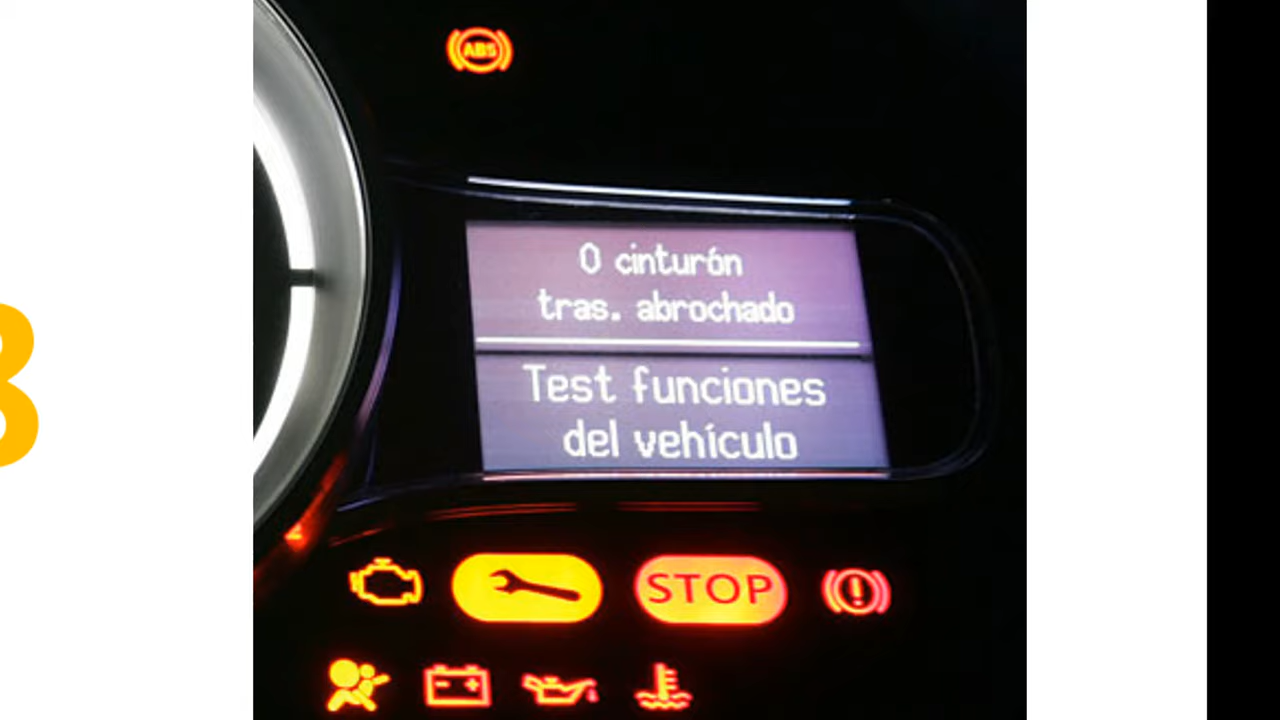 ABS
0 cinturón
tras. abrochado
Test funciones
del vehículo
STOP